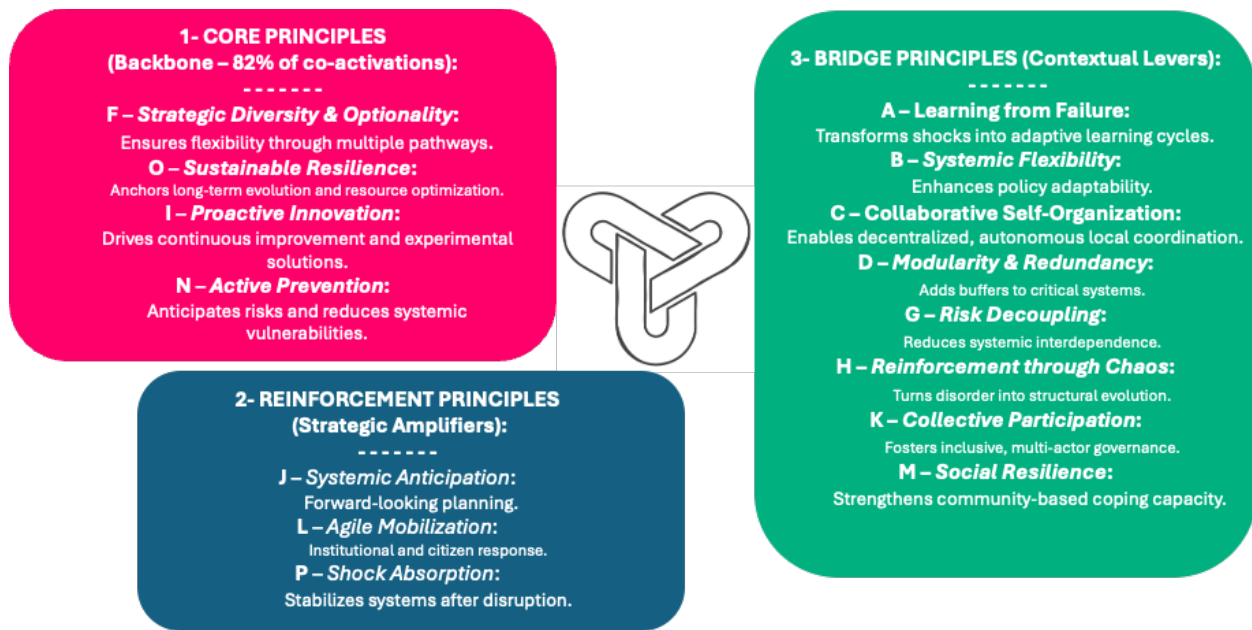 1- CORE PRINCIPLES
(Backbone – 82% of co-activations):
- - - - - - -
F – Strategic Diversity & Optionality:
Ensures flexibility through multiple pathways.
O – Sustainable Resilience:
Anchors long-term evolution and resource optimization.
I – Proactive Innovation:
Drives continuous improvement and experimental
solutions.
N – Active Prevention:
Anticipates risks and reduces systemic
vulnerabilities.
2- REINFORCEMENT PRINCIPLES
(Strategic Amplifiers):
- - - - - - -
J – Systemic Anticipation:
Forward-looking planning.
L – Agile Mobilization:
Institutional and citizen response.
P – Shock Absorption:
Stabilizes systems after disruption.
3- BRIDGE PRINCIPLES (Contextual Levers):
- - - - - - -
A – Learning from Failure:
Transforms shocks into adaptive learning cycles.
B – Systemic Flexibility:
Enhances policy adaptability.
C – Collaborative Self-Organization:
Enables decentralized, autonomous local coordination.
D – Modularity & Redundancy:
Adds buffers to critical systems.
G – Risk Decoupling:
Reduces systemic interdependence.
H – Reinforcement through Chaos:
Turns disorder into structural evolution.
K – Collective Participation:
Fosters inclusive, multi-actor governance.
M – Social Resilience:
Strengthens community-based coping capacity.